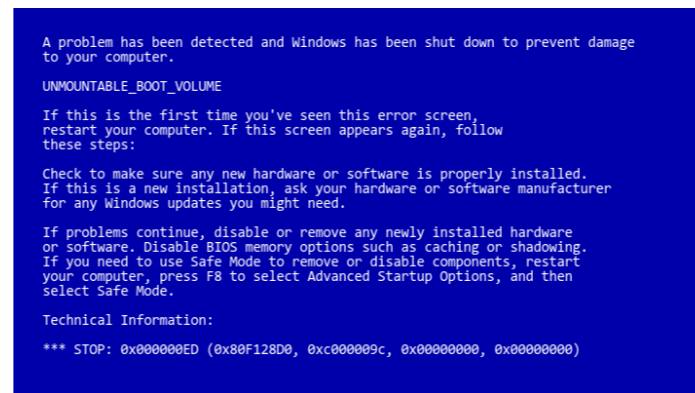 A problem has been detected and Windows has been shut down to prevent damage
to your computer.
UNMOUNTABLE_BOOT_VOLUME
If this is the first time you've seen this error screen,
restart your computer. If this screen appears again, follow
these steps:
Check to make sure any new hardware or software is properly installed.
If this is a new installation, ask your hardware or software manufacturer
for any Windows updates you might need.
If problems continue, disable or remove any newly installed hardware
or software. Disable BIOS memory options such as caching or shadowing.
If you need to use Safe Mode to remove or disable components, restart
your computer, press F8 to select Advanced Startup Options, and then
select Safe Mode.
Technical Information:
*** STOP: 0x000000ED (0x80F128D0, 0xc000009c, 0x00000000, 0x00000000)